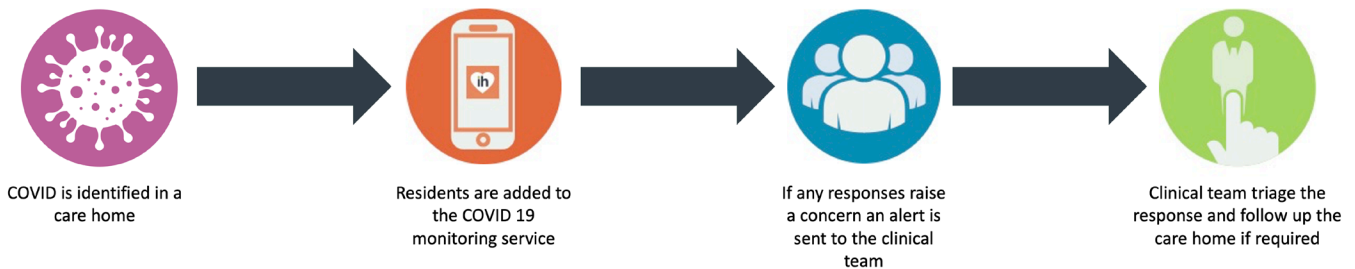 ih
COVID is identified in a
care home
Residents are added to
the COVID 19
monitoring service
If any responses raise
a concern an alert is
sent to the clinical
team
Clinical team triage the
response and follow up the
care home if required